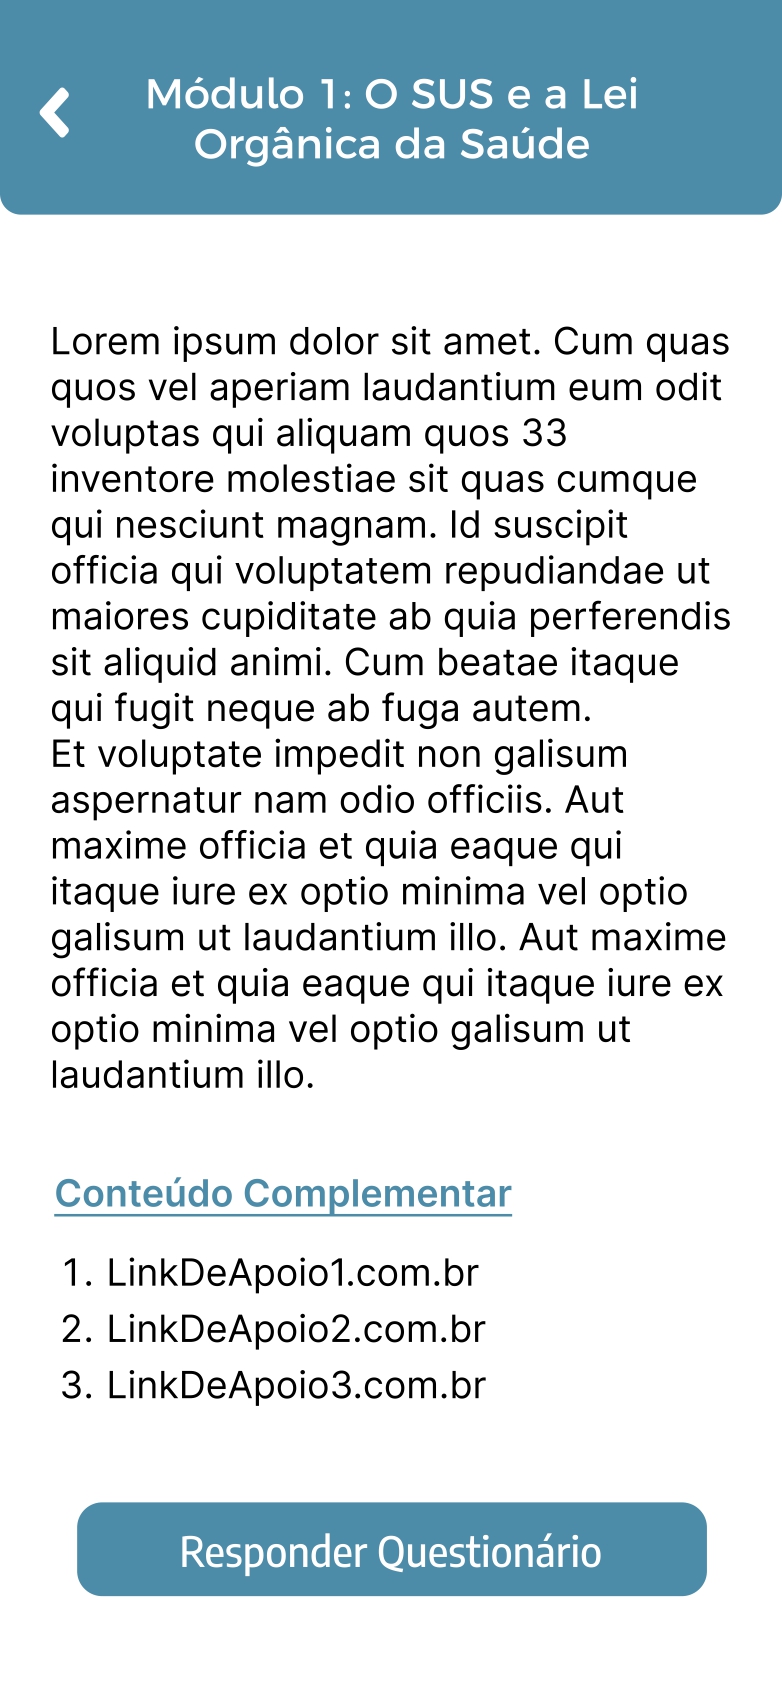 Módulo 1: O SUS e a Lei
Orgânica da Saúde
Lorem ipsum dolor sit amet. Cum quas
quos vel aperiam laudantium eum odit
voluptas qui aliquam quos 33
inventore molestiae sit quas cumque
qui nesciunt magnam. Id suscipit
officia qui voluptatem repudiandae ut
maiores cupiditate ab quia perferendis
sit aliquid animi. Cum beatae itaque
qui fugit neque ab fuga autem.
Et voluptate impedit non galisum
aspernatur nam odio officiis. Aut
maxime officia et quia eaque qui
itaque iure ex optio minima vel optio
galisum ut laudantium illo. Aut maxime
officia et quia eaque qui itaque iure ex
optio minima vel optio galisum ut
laudantium illo.
Conteúdo Complementar
1. LinkDeApoio1.com.br
2. LinkDeApoio2.com.br
3. LinkDeApoio3.com.br
Responder Questionário